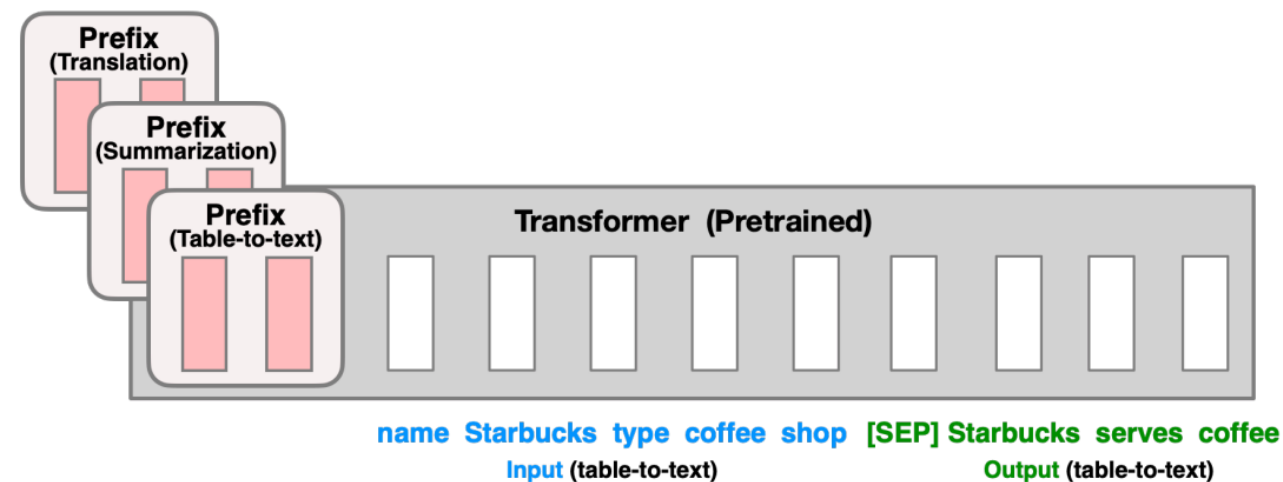 Prefix
(Translation)
Prefix
(Summarization)
Prefix
(Table-to-text)
Transformer (Pretrained)
name Starbucks type coffee shop [SEP] Starbucks serves coffee
Input (table-to-text) Output (table-to-text)